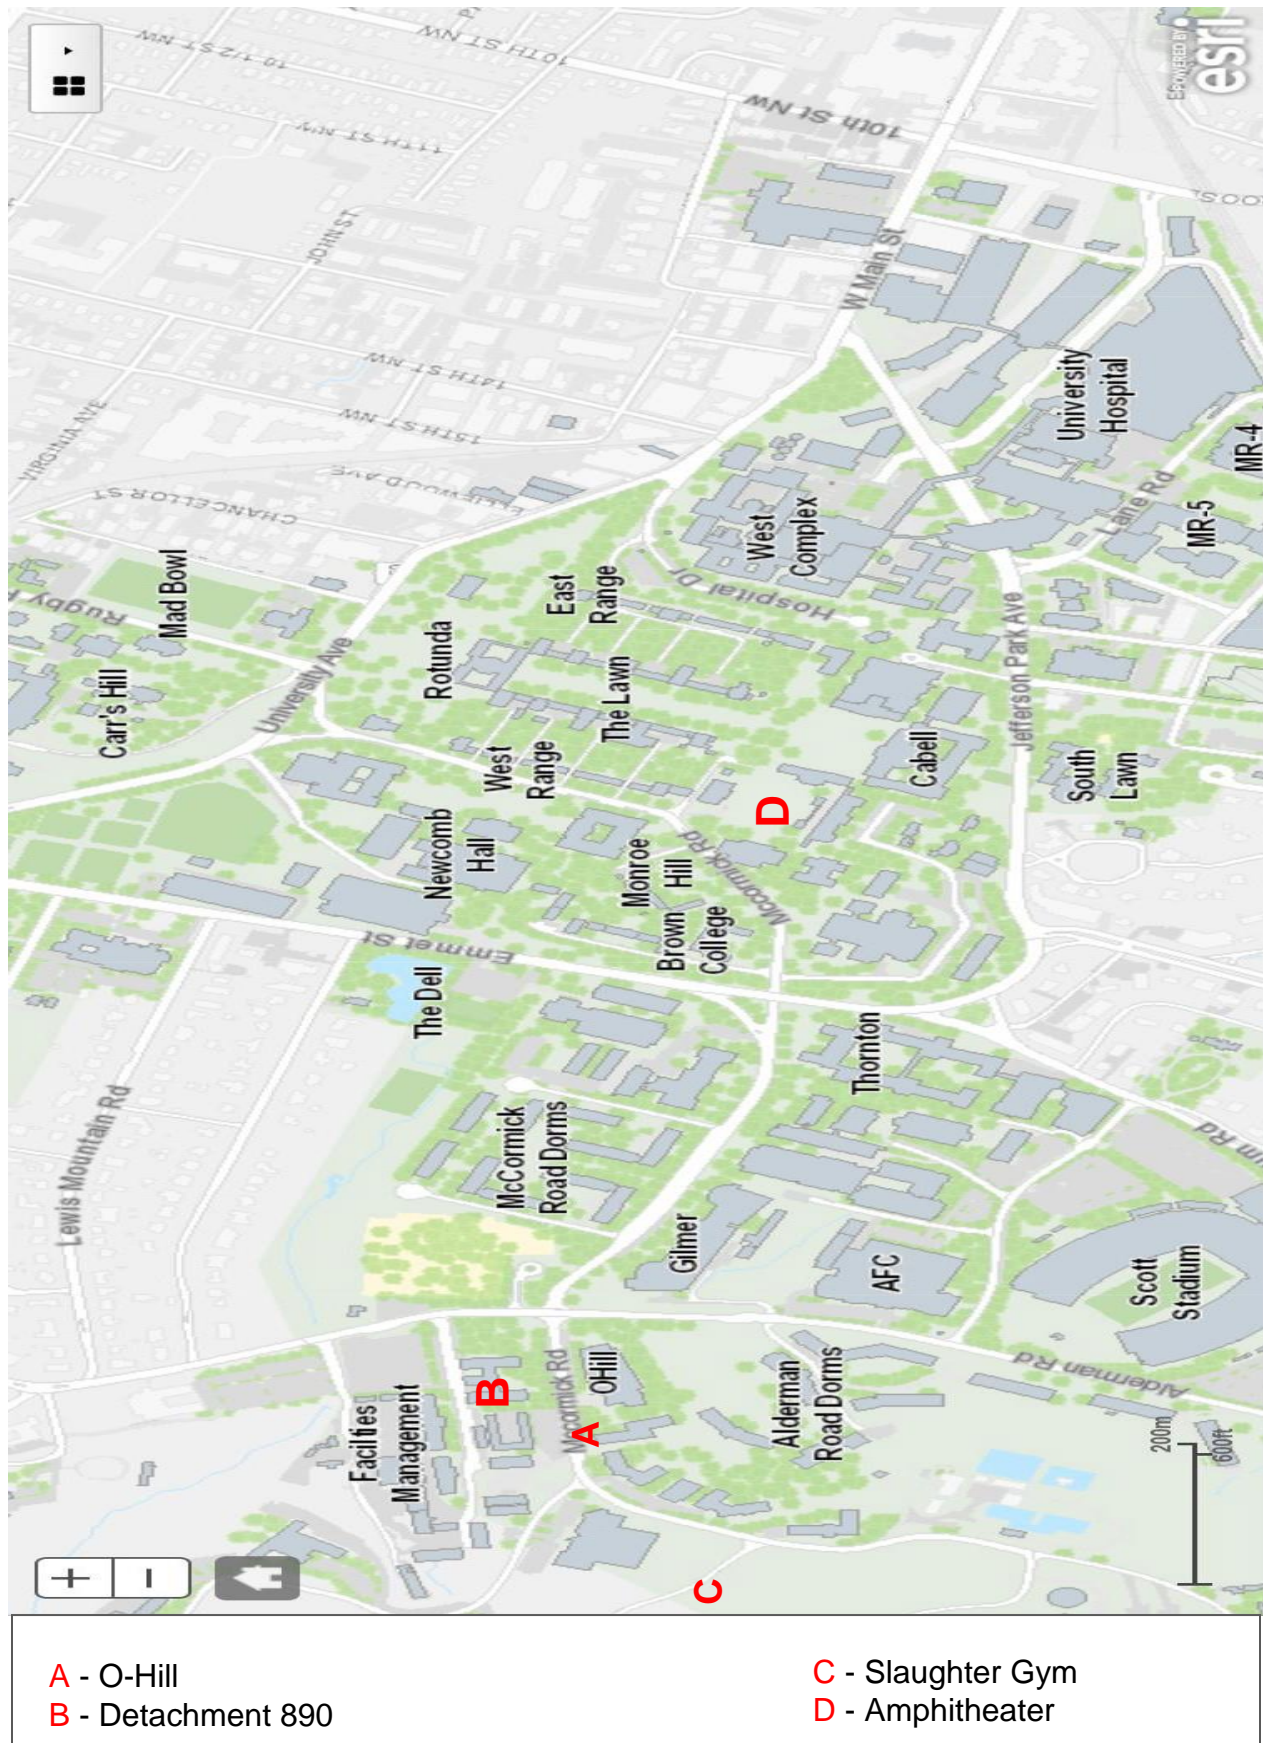 10TH ST NW
10 1/2 ST NW
11TH ST NW
10th St NW
JOHN ST
14TH ST NW
15TH ST NW
VIRGINIA AVE
CHANCELLOR ST
ELLIEWOOD AVE
W Main St
POWERED BY
esri
Rugby
Mad Bowl
Carr's Hill
University Ave
Rotunda
East
Range
The Lawn
West
Range
Hospital Dr
West
Complex
University
Hospital
Lane Rd
MR-4
MR-5
Jefferson Park Ave
South
Lawn
Cabell
D
Newcomb
Hall
Monroe
Hill
Mccormick Rd
Brown
College
Emmet St
The Dell
Thornton
Lewis Mountain Rd
McCormick
Road Dorms
Gilmer
AFC
Scott
Stadium
Alderman Rd
Alderman
Road Dorms
OHill
Mccormick Rd
A
B
Facilities
Management
C
200m
600ft
+
−
A - O-Hill
B - Detachment 890
C - Slaughter Gym
D - Amphitheater